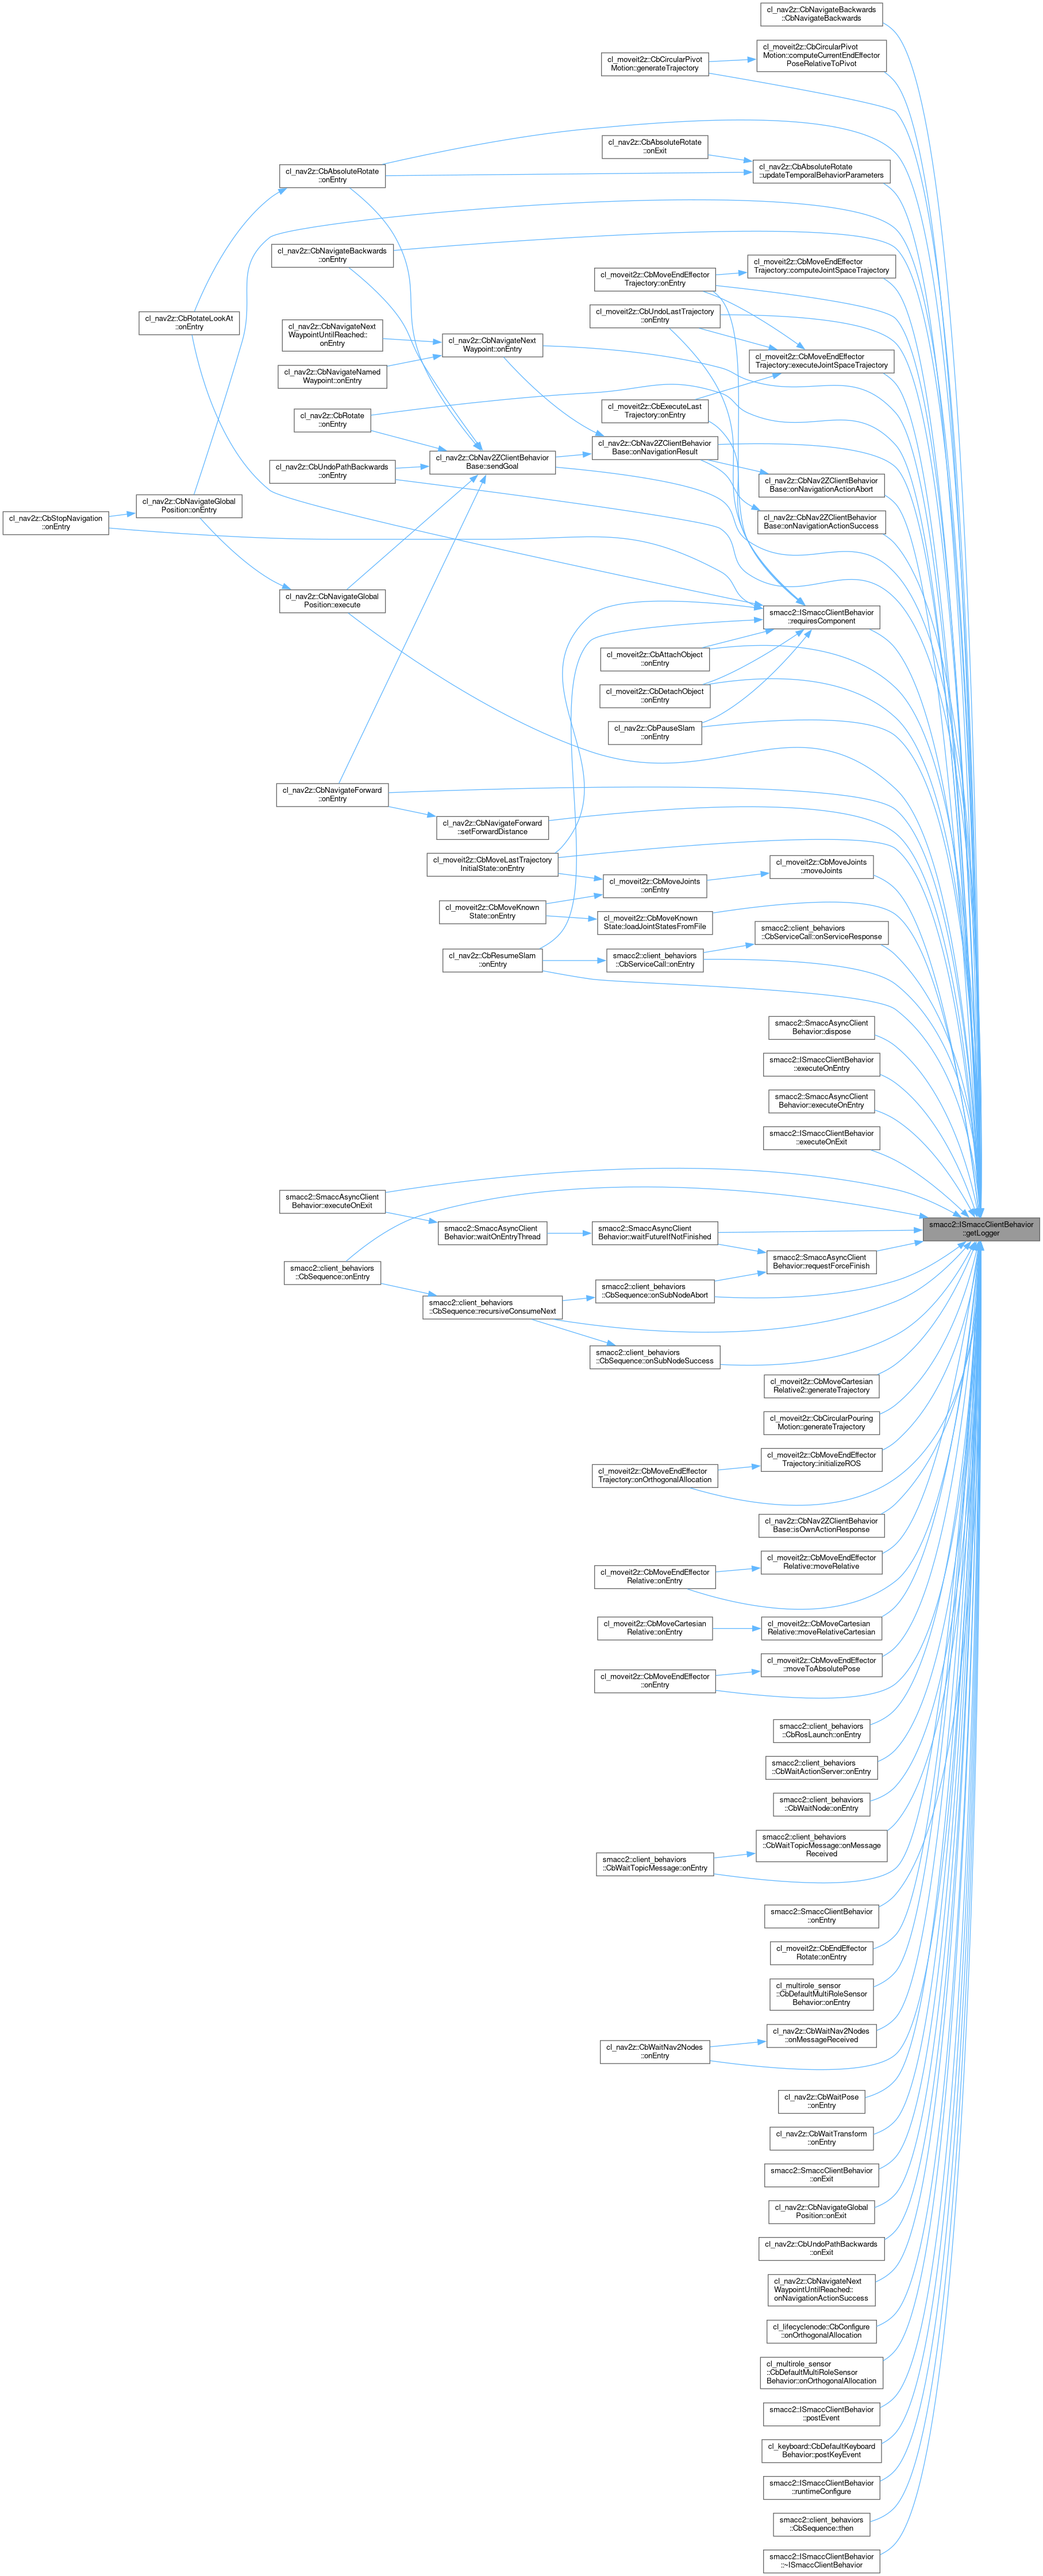 cl_nav2z::CbNavigateBackwards
::CbNavigateBackwards
cl_moveit2z::CbCircularPivot
Motion::computeCurrentEndEffector
PoseRelativeToPivot
cl_moveit2z::CbCircularPivot
Motion::generateTrajectory
cl_nav2z::CbAbsoluteRotate
::onExit
cl_nav2z::CbAbsoluteRotate
::updateTemporalBehaviorParameters
cl_nav2z::CbAbsoluteRotate
::onEntry
cl_nav2z::CbNavigateBackwards
::onEntry
cl_moveit2z::CbMoveEndEffector
Trajectory::computeJointSpaceTrajectory
cl_moveit2z::CbMoveEndEffector
Trajectory::onEntry
cl_moveit2z::CbUndoLastTrajectory
::onEntry
cl_nav2z::CbRotateLookAt
::onEntry
cl_nav2z::CbNavigateNext
WaypointUntilReached::
onEntry
cl_nav2z::CbNavigateNext
Waypoint::onEntry
cl_moveit2z::CbMoveEndEffector
Trajectory::executeJointSpaceTrajectory
cl_nav2z::CbNavigateNamed
Waypoint::onEntry
cl_moveit2z::CbExecuteLast
Trajectory::onEntry
cl_nav2z::CbRotate
::onEntry
cl_nav2z::CbNav2ZClientBehavior
Base::onNavigationResult
cl_nav2z::CbNav2ZClientBehavior
Base::sendGoal
cl_nav2z::CbUndoPathBackwards
::onEntry
cl_nav2z::CbNav2ZClientBehavior
Base::onNavigationActionAbort
cl_nav2z::CbNavigateGlobal
Position::onEntry
cl_nav2z::CbStopNavigation
::onEntry
cl_nav2z::CbNav2ZClientBehavior
Base::onNavigationActionSuccess
cl_nav2z::CbNavigateGlobal
Position::execute
smacc2::ISmaccClientBehavior
::requiresComponent
cl_moveit2z::CbAttachObject
::onEntry
cl_moveit2z::CbDetachObject
::onEntry
cl_nav2z::CbPauseSlam
::onEntry
cl_nav2z::CbNavigateForward
::onEntry
cl_nav2z::CbNavigateForward
::setForwardDistance
cl_moveit2z::CbMoveLastTrajectory
InitialState::onEntry
cl_moveit2z::CbMoveJoints
::moveJoints
cl_moveit2z::CbMoveJoints
::onEntry
cl_moveit2z::CbMoveKnown
State::onEntry
cl_moveit2z::CbMoveKnown
State::loadJointStatesFromFile
smacc2::client_behaviors
::CbServiceCall::onServiceResponse
cl_nav2z::CbResumeSlam
::onEntry
smacc2::client_behaviors
::CbServiceCall::onEntry
smacc2::SmaccAsyncClient
Behavior::dispose
smacc2::ISmaccClientBehavior
::executeOnEntry
smacc2::SmaccAsyncClient
Behavior::executeOnEntry
smacc2::ISmaccClientBehavior
::executeOnExit
smacc2::SmaccAsyncClient
Behavior::executeOnExit
smacc2::SmaccAsyncClient
Behavior::waitOnEntryThread
smacc2::SmaccAsyncClient
Behavior::waitFutureIfNotFinished
smacc2::ISmaccClientBehavior
::getLogger
smacc2::client_behaviors
::CbSequence::onEntry
smacc2::SmaccAsyncClient
Behavior::requestForceFinish
smacc2::client_behaviors
::CbSequence::onSubNodeAbort
smacc2::client_behaviors
::CbSequence::recursiveConsumeNext
smacc2::client_behaviors
::CbSequence::onSubNodeSuccess
cl_moveit2z::CbMoveCartesian
Relative2::generateTrajectory
cl_moveit2z::CbCircularPouring
Motion::generateTrajectory
cl_moveit2z::CbMoveEndEffector
Trajectory::initializeROS
cl_moveit2z::CbMoveEndEffector
Trajectory::onOrthogonalAllocation
cl_nav2z::CbNav2ZClientBehavior
Base::isOwnActionResponse
cl_moveit2z::CbMoveEndEffector
Relative::moveRelative
cl_moveit2z::CbMoveEndEffector
Relative::onEntry
cl_moveit2z::CbMoveCartesian
Relative::onEntry
cl_moveit2z::CbMoveCartesian
Relative::moveRelativeCartesian
cl_moveit2z::CbMoveEndEffector
::moveToAbsolutePose
cl_moveit2z::CbMoveEndEffector
::onEntry
smacc2::client_behaviors
::CbRosLaunch::onEntry
smacc2::client_behaviors
::CbWaitActionServer::onEntry
smacc2::client_behaviors
::CbWaitNode::onEntry
smacc2::client_behaviors
::CbWaitTopicMessage::onMessage
Received
smacc2::client_behaviors
::CbWaitTopicMessage::onEntry
smacc2::SmaccClientBehavior
::onEntry
cl_moveit2z::CbEndEffector
Rotate::onEntry
cl_multirole_sensor
::CbDefaultMultiRoleSensor
Behavior::onEntry
cl_nav2z::CbWaitNav2Nodes
::onMessageReceived
cl_nav2z::CbWaitNav2Nodes
::onEntry
cl_nav2z::CbWaitPose
::onEntry
cl_nav2z::CbWaitTransform
::onEntry
smacc2::SmaccClientBehavior
::onExit
cl_nav2z::CbNavigateGlobal
Position::onExit
cl_nav2z::CbUndoPathBackwards
::onExit
cl_nav2z::CbNavigateNext
WaypointUntilReached::
onNavigationActionSuccess
cl_lifecyclenode::CbConfigure
::onOrthogonalAllocation
cl_multirole_sensor
::CbDefaultMultiRoleSensor
Behavior::onOrthogonalAllocation
smacc2::ISmaccClientBehavior
::postEvent
cl_keyboard::CbDefaultKeyboard
Behavior::postKeyEvent
smacc2::ISmaccClientBehavior
::runtimeConfigure
smacc2::client_behaviors
::CbSequence::then
smacc2::ISmaccClientBehavior
::~ISmaccClientBehavior